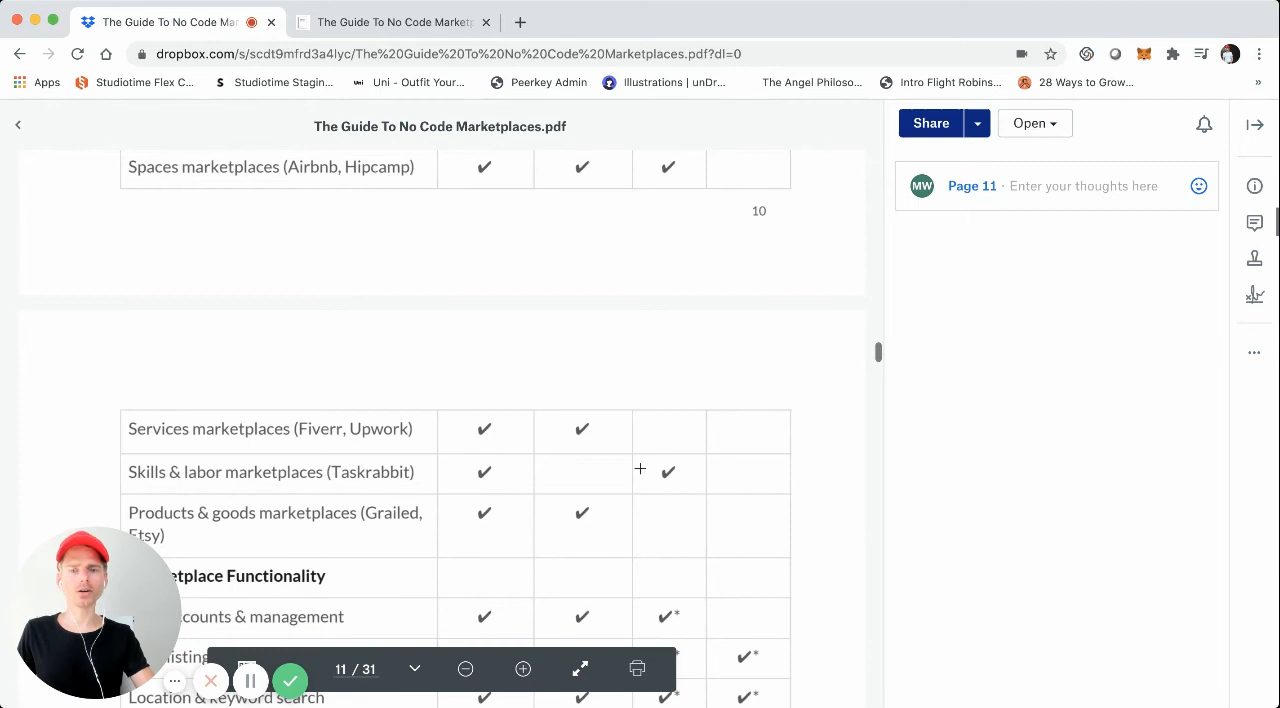 The Guide To No Code Mar
The Guide To No Code Marketp
dropbox.com/s/scdt9mfrd3a4lyc/The%20Guide%20To%20No%20Code%20Marketplaces.pdf?dl=0
Apps
Studiotime Flex C...
Studiotime Stagin...
uni
Uni - Outfit Your...
Peerkey Admin
Illustrations | unDr...
The Angel Philoso...
Intro Flight Robins...
28 Ways to Grow...
»
The Guide To No Code Marketplaces.pdf
Share
Open
Spaces marketplaces (Airbnb, Hipcamp) ✔ ✔ ✔
10
MW Page 11 · Enter your thoughts here
Services marketplaces (Fiverr, Upwork) ✔ ✔
Skills & labor marketplaces (Taskrabbit) ✔ ✔
Products & goods marketplaces (Grailed, ✔ ✔
Etsy)
etplace Functionality
counts & management ✔ ✔ ✔*
listing ✔*
Location & keyword search ✔ ✔ ✔* ✔*
11 / 31